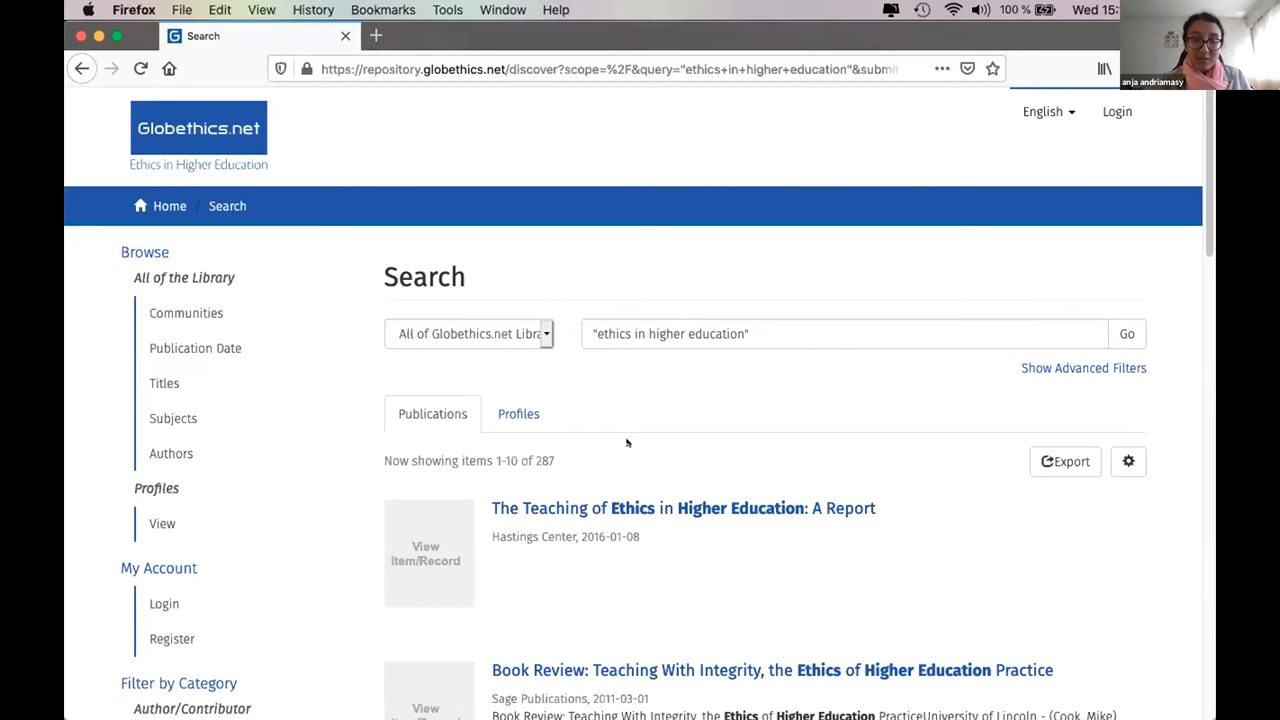 Firefox File Edit View History Bookmarks Tools Window Help 100 % Wed 15:
Search
https://repository.globethics.net/discover?scope=%2F&query="ethics+in+higher+education"&submi
anja andriamasy
Globethics.net
Ethics in Higher Education
English Login
Home / Search
Browse
All of the Library
Communities
Publication Date
Titles
Subjects
Authors
Profiles
View
My Account
Login
Register
Filter by Category
Author/Contributor
Search
All of Globethics.net Libra
"ethics in higher education"
Go
Show Advanced Filters
Publications Profiles
Now showing items 1-10 of 287
Export
View Item/Record
The Teaching of Ethics in Higher Education: A Report
Hastings Center, 2016-01-08
View
Book Review: Teaching With Integrity, the Ethics of Higher Education Practice
Sage Publications, 2011-03-01
Book Review: Teaching With Integrity, the Ethics of Higher Education PracticeUniversity of Lincoln - (Cook, Mike)